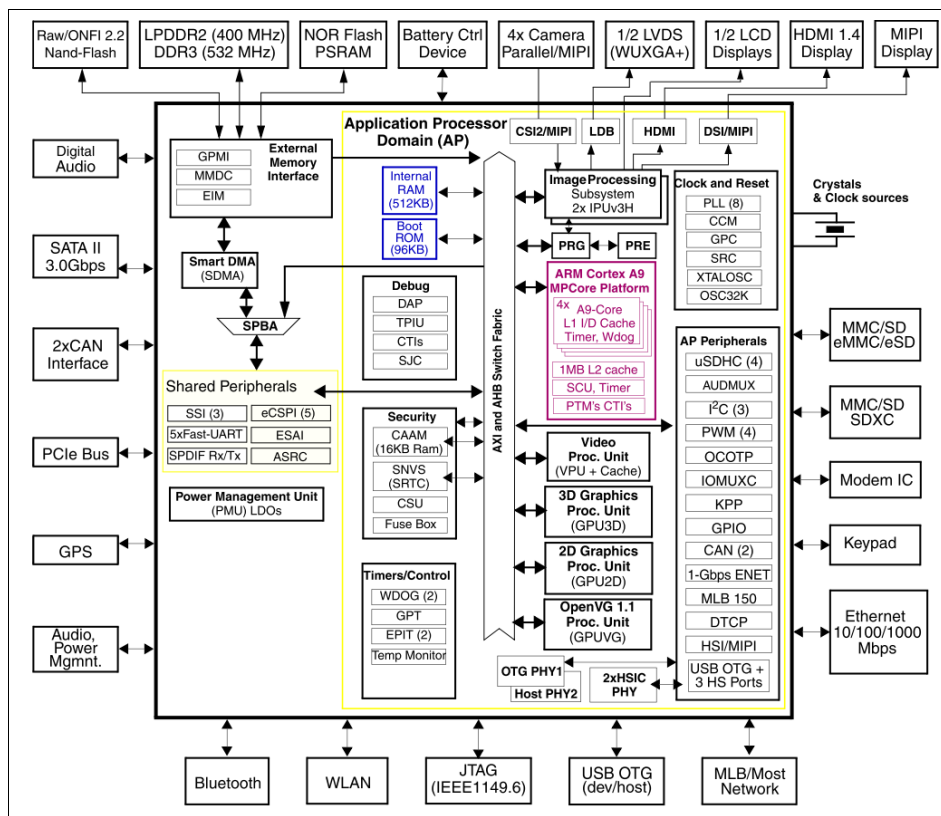 Raw/ONFI 2.2
Nand-Flash
LPDDR2 (400 MHz)
DDR3 (532 MHz)
NOR Flash
PSRAM
Battery Ctrl
Device
4x Camera
Parallel/MIPI
1/2 LVDS
(WUXGA+)
1/2 LCD
Displays
HDMI 1.4
Display
MIPI
Display
Digital
Audio
SATA II
3.0Gbps
2xCAN
Interface
PCIe Bus
GPS
Audio,
Power
Mgmnt.
External
Memory
Interface
GPMI
MMDC
EIM
Smart DMA
(SDMA)
SPBA
Shared Peripherals
SSI (3)
eCSPI (5)
5xFast-UART
ESAI
SPDIF Rx/Tx
ASRC
Power Management Unit
(PMU) LDOs
Application Processor
Domain (AP)
Internal
RAM
(512KB)
Boot
ROM
(96KB)
Debug
DAP
TPIU
CTIs
SJC
Security
CAAM
(16KB Ram)
SNVS
(SRTC)
CSU
Fuse Box
Timers/Control
WDOG (2)
GPT
EPIT (2)
Temp Monitor
AXI and AHB Switch Fabric
CSI2/MIPI
LDB
HDMI
DSI/MIPI
Image Processing
Subsystem
2x IPUv3H
PRG
PRE
ARM Cortex A9
MPCore Platform
4x
A9-Core
L1 I/D Cache
Timer, Wdog
1MB L2 cache
SCU, Timer
PTM's CTI's
Video
Proc. Unit
(VPU + Cache)
3D Graphics
Proc. Unit
(GPU3D)
2D Graphics
Proc. Unit
(GPU2D)
OpenVG 1.1
Proc. Unit
(GPUVG)
OTG PHY1
Host PHY2
2xHSIC
PHY
Clock and Reset
PLL (8)
CCM
GPC
SRC
XTALOSC
OSC32K
AP Peripherals
uSDHC (4)
AUDMUX
I2C (3)
PWM (4)
OCOTP
IOMUXC
KPP
GPIO
CAN (2)
1-Gbps ENET
MLB 150
DTCP
HSI/MIPI
USB OTG +
3 HS Ports
Crystals
& Clock sources
MMC/SD
eMMC/eSD
MMC/SD
SDXC
Modem IC
Keypad
Ethernet
10/100/1000
Mbps
Bluetooth
WLAN
JTAG
(IEEE1149.6)
USB OTG
(dev/host)
MLB/Most
Network